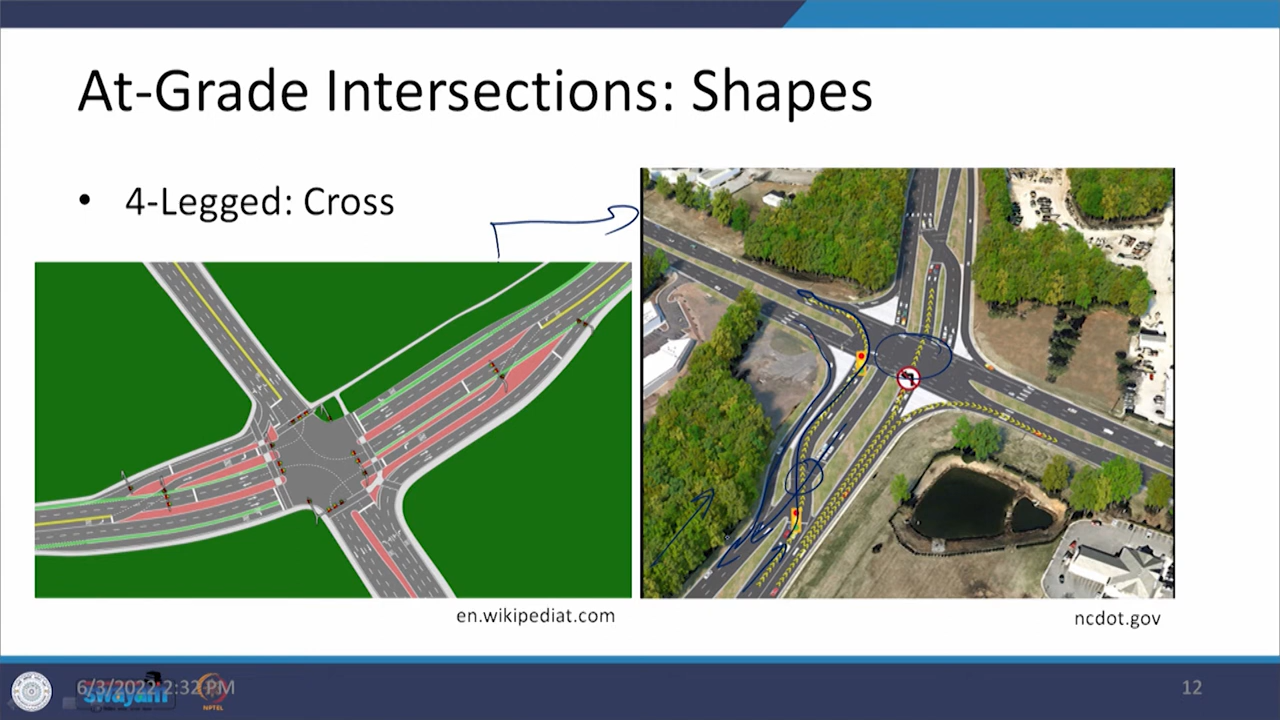 At-Grade Intersections: Shapes
• 4-Legged: Cross
en.wikipediat.com
ncdot.gov
6/3/2022 2:32 PM
swayam
NPTEL
12